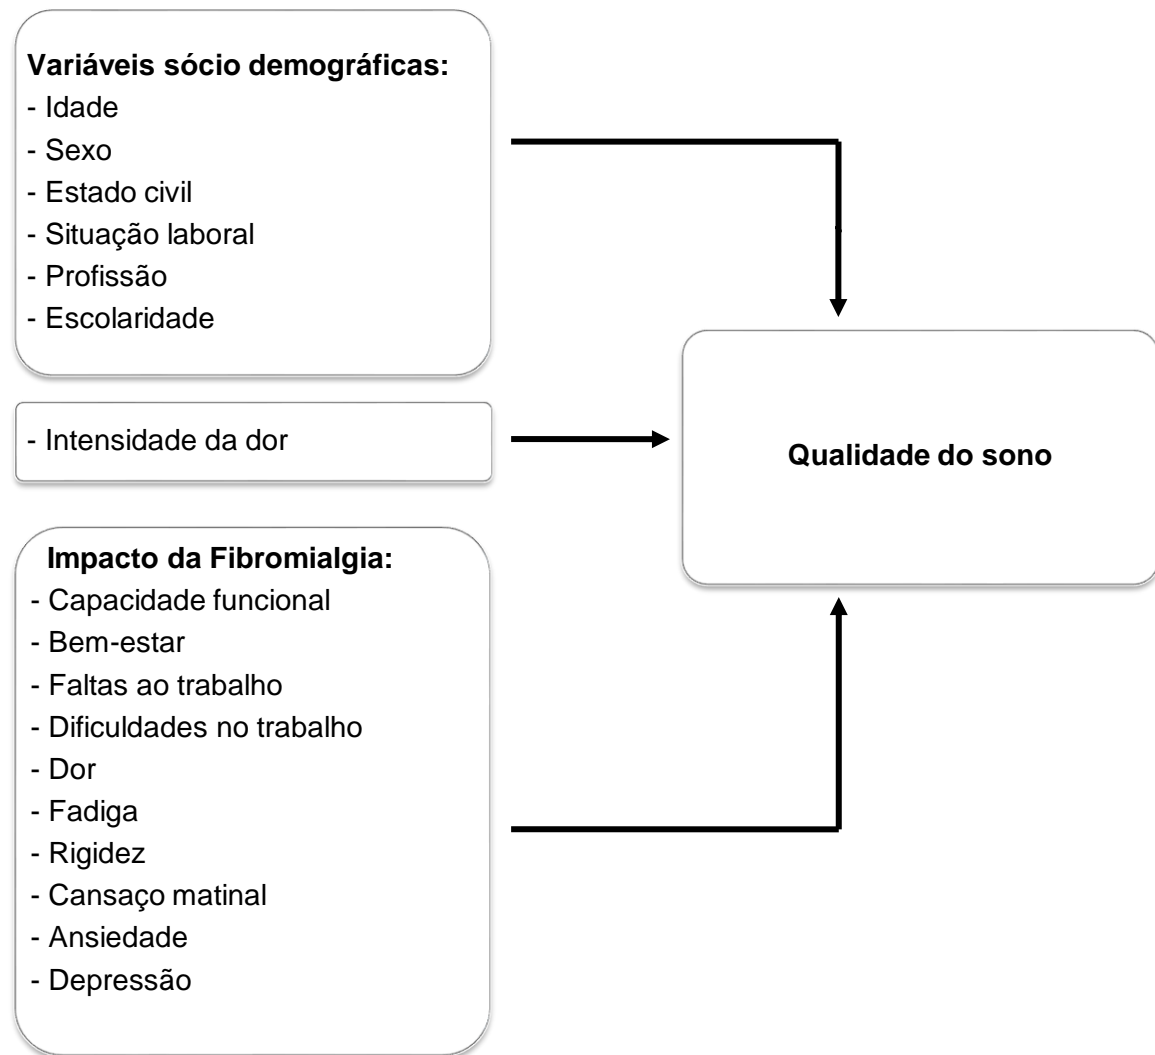 Variáveis sócio demográficas:
- Idade
- Sexo
- Estado civil
- Situação laboral
- Profissão
- Escolaridade
- Intensidade da dor
Qualidade do sono
Impacto da Fibromialgia:
- Capacidade funcional
- Bem-estar
- Faltas ao trabalho
- Dificuldades no trabalho
- Dor
- Fadiga
- Rigidez
- Cansaço matinal
- Ansiedade
- Depressão